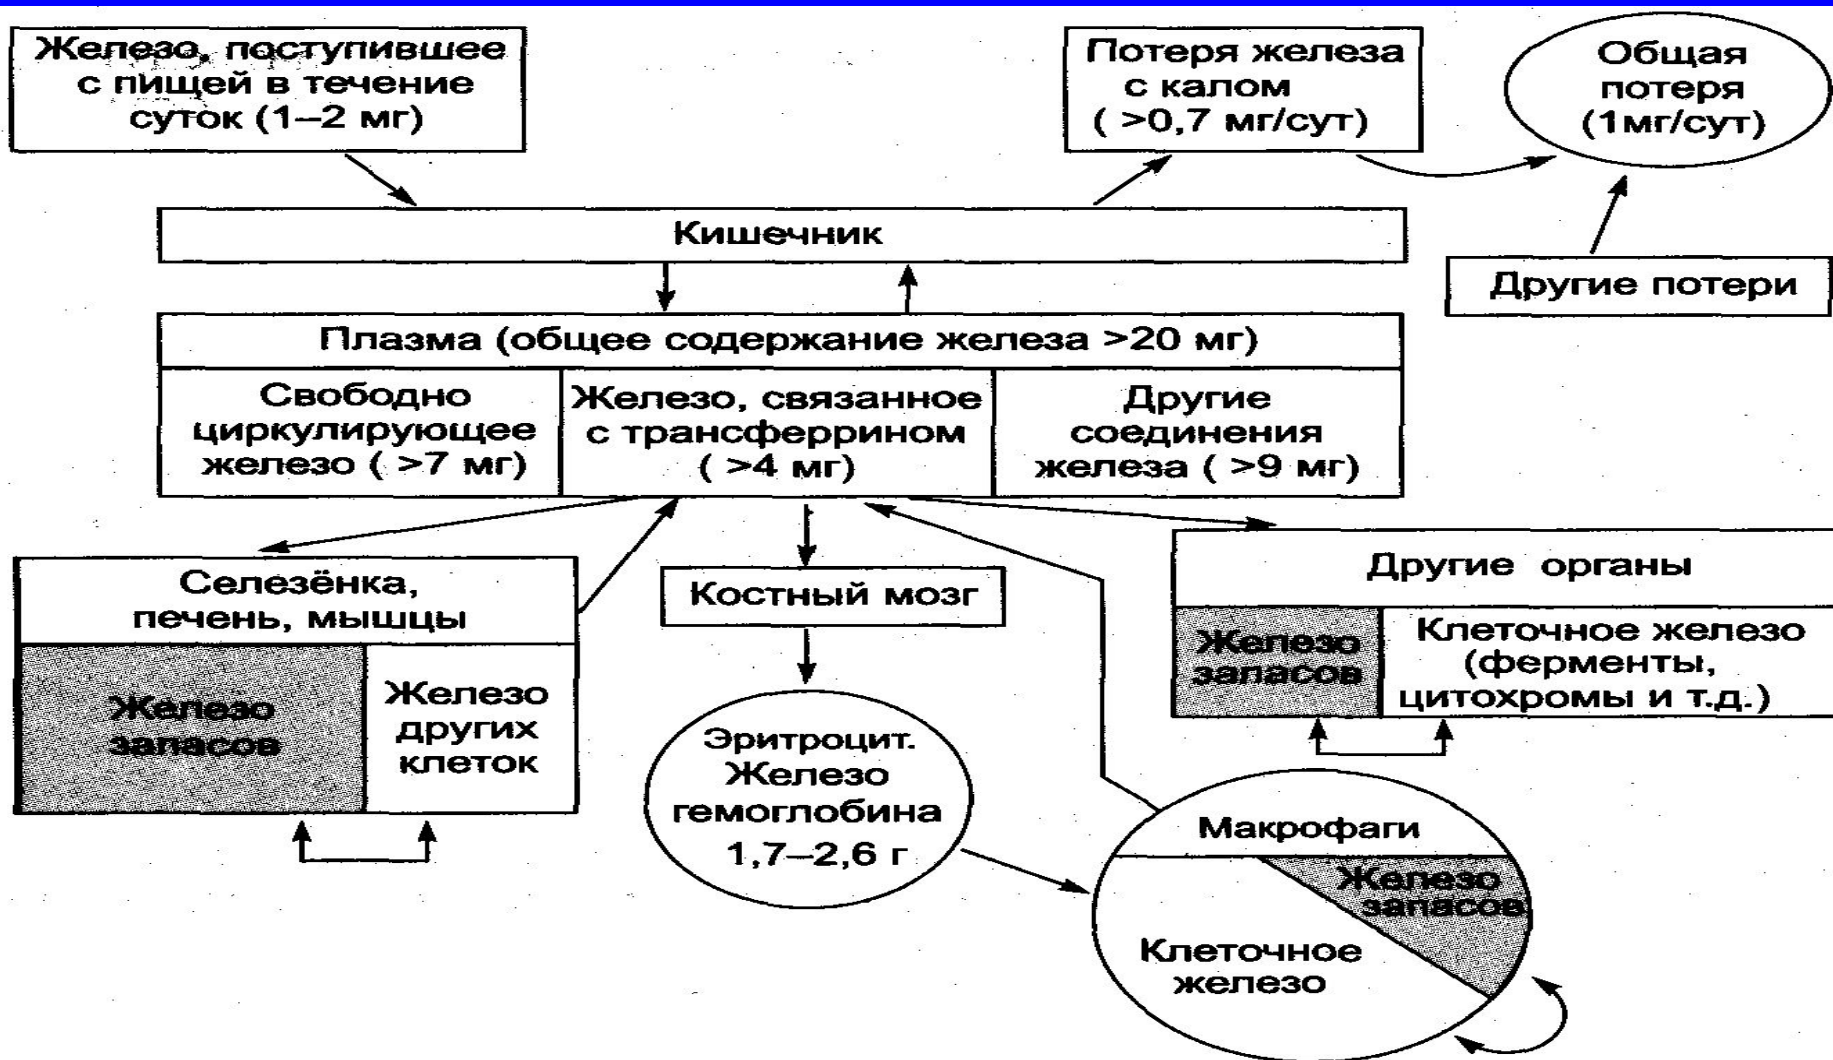 Железо, поступившее
с пищей в течение
суток (1–2 мг)
Потеря железа
с калом
( >0,7 мг/сут)
Общая
потеря
(1мг/сут)
Кишечник
Другие потери
Плазма (общее содержание железа >20 мг)
Свободно
циркулирующее
железо ( >7 мг)
Железо, связанное
с трансферрином
( >4 мг)
Другие
соединения
железа ( >9 мг)
Селезёнка,
печень, мышцы
Железо
запасов
Железо
других
клеток
Костный мозг
Эритроцит.
Железо
гемоглобина
1,7–2,6 г
Другие органы
Железо
запасов
Клеточное железо
(ферменты,
цитохромы и т.д.)
Макрофаги
Железо
запасов
Клеточное
железо